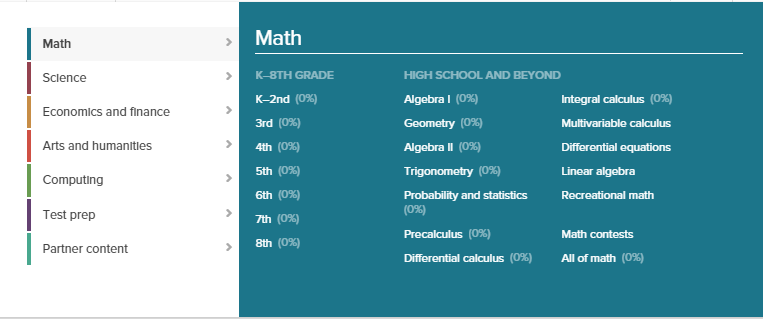 Math
Science
Economics and finance
Arts and humanities
Computing
Test prep
Partner content
Math
K–8TH GRADE
K–2nd (0%)
3rd (0%)
4th (0%)
5th (0%)
6th (0%)
7th (0%)
8th (0%)
HIGH SCHOOL AND BEYOND
Algebra I (0%)
Geometry (0%)
Algebra II (0%)
Trigonometry (0%)
Probability and statistics
(0%)
Precalculus (0%)
Differential calculus (0%)
Integral calculus (0%)
Multivariable calculus
Differential equations
Linear algebra
Recreational math
Math contests
All of math (0%)